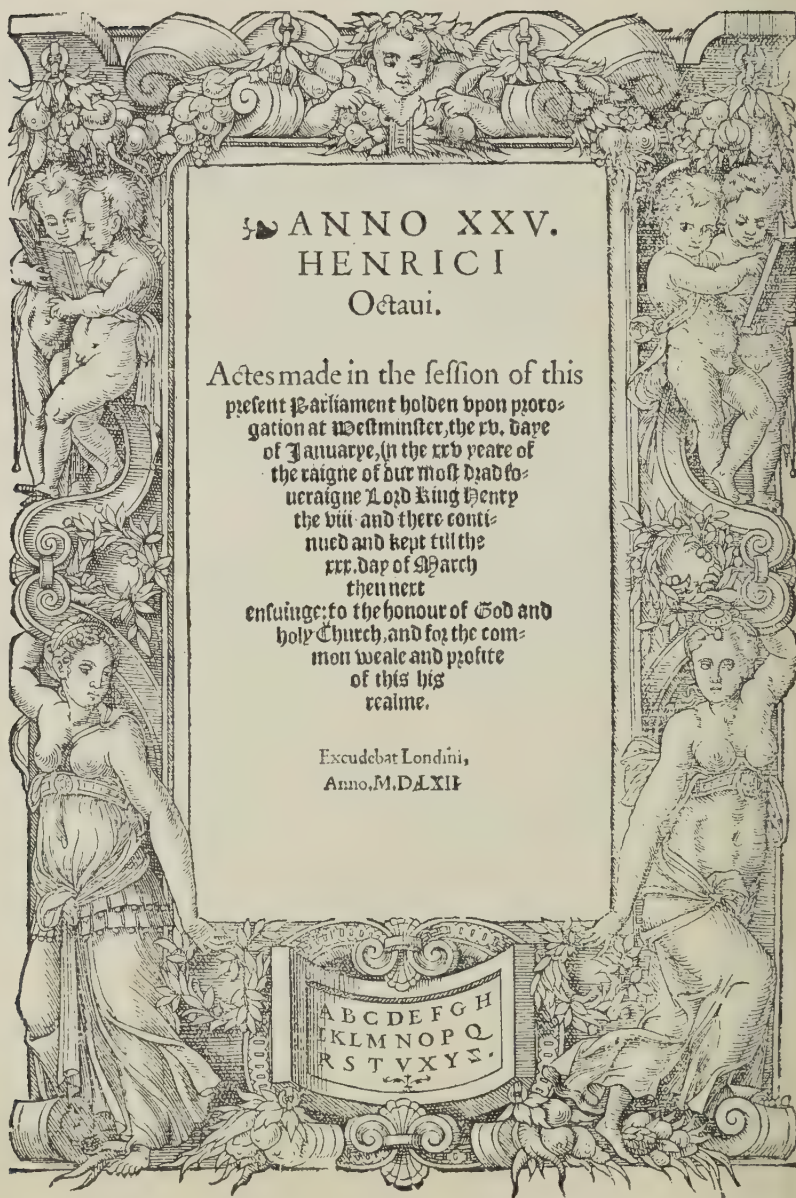 ANNO XXV.
HENRICI
Octaui.
Actes made in the ſeſſion of this
preſent Parliament holden vpon proro-
gation at Weſtminſter, the xv. daye
of Januarye, in the xxv yeare of
the raigne of our moſt drad ſo-
ueraigne Lord King Henry
the viii and there conti-
nued and kept till the
xxx. day of March
then next
enſuinge: to the honour of God and
holy Church, and for the com-
mon weale and profite
of this his
realme.
Excudebat Londini,
Anno, M.D.LXII
A B C D E F G H
I K L M N O P Q
R S T V X Y Z.